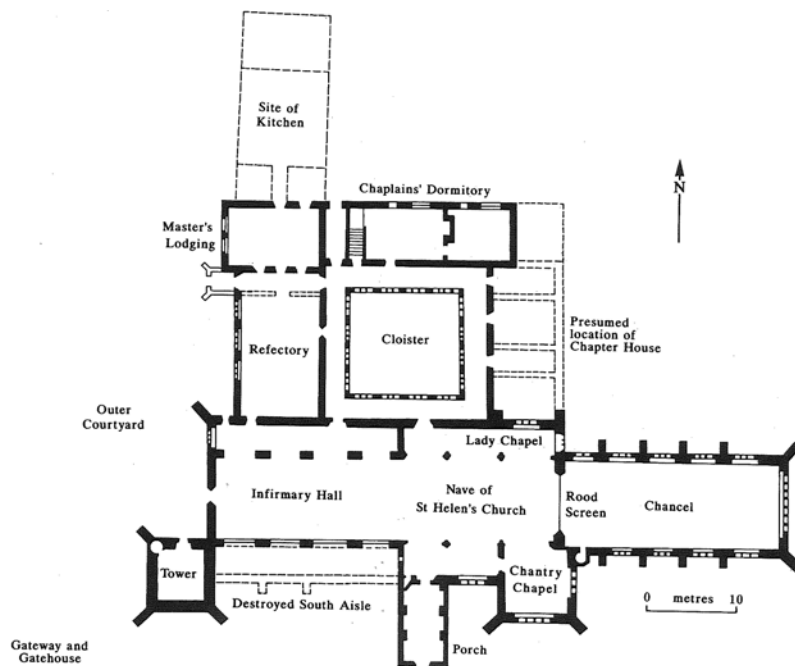 Site of
Kitchen
Chaplains' Dormitory
N
Master's
Lodging
Refectory
Cloister
Presumed
location of
Chapter House
Outer
Courtyard
Lady Chapel
Infirmary Hall
Nave of
St Helen's Church
Rood
Screen
Chancel
Tower
Destroyed South Aisle
Chantry
Chapel
0 metres 10
Gateway and
Gatehouse
Porch